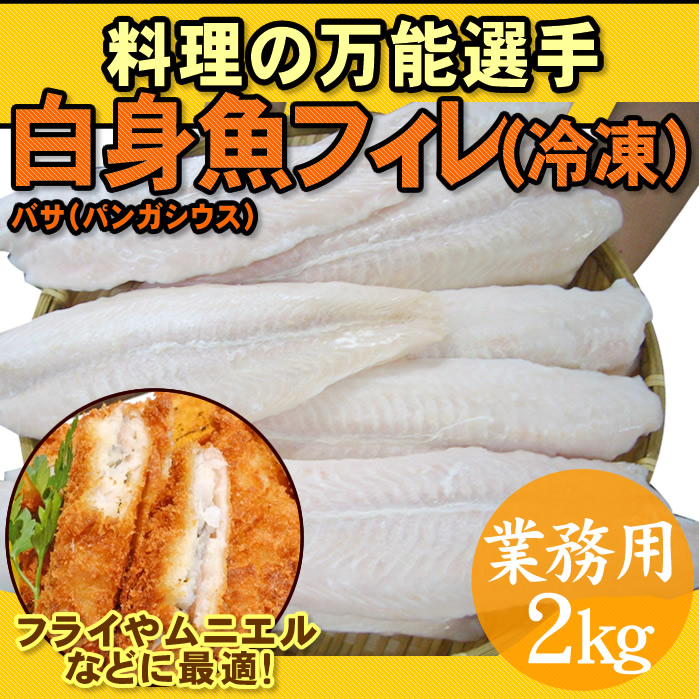 料理の万能選手
白身魚フィレ(冷凍)
バサ(パンガシウス)
業務用
2kg
フライやムニエル
などに最適!